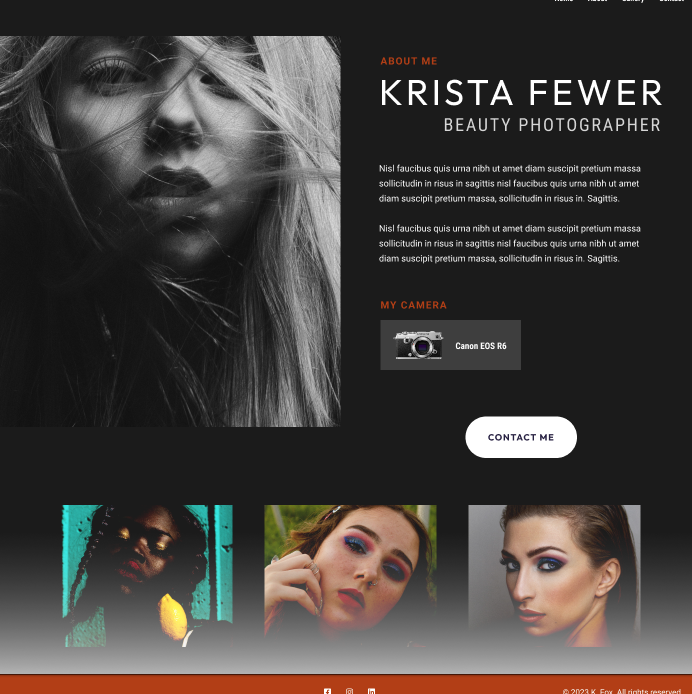 Home About Gallery Contact
ABOUT ME
KRISTA FEWER
BEAUTY PHOTOGRAPHER
Nisl faucibus quis urna nibh ut amet diam suscipit pretium massa
sollicitudin in risus in sagittis nisl faucibus quis urna nibh ut amet
diam suscipit pretium massa, sollicitudin in risus in. Sagittis.
Nisl faucibus quis urna nibh ut amet diam suscipit pretium massa
sollicitudin in risus in sagittis nisl faucibus quis urna nibh ut amet
diam suscipit pretium massa, sollicitudin in risus in. Sagittis.
MY CAMERA
Canon EOS R6
CONTACT ME
© 2023 K. Fox. All rights reserved.